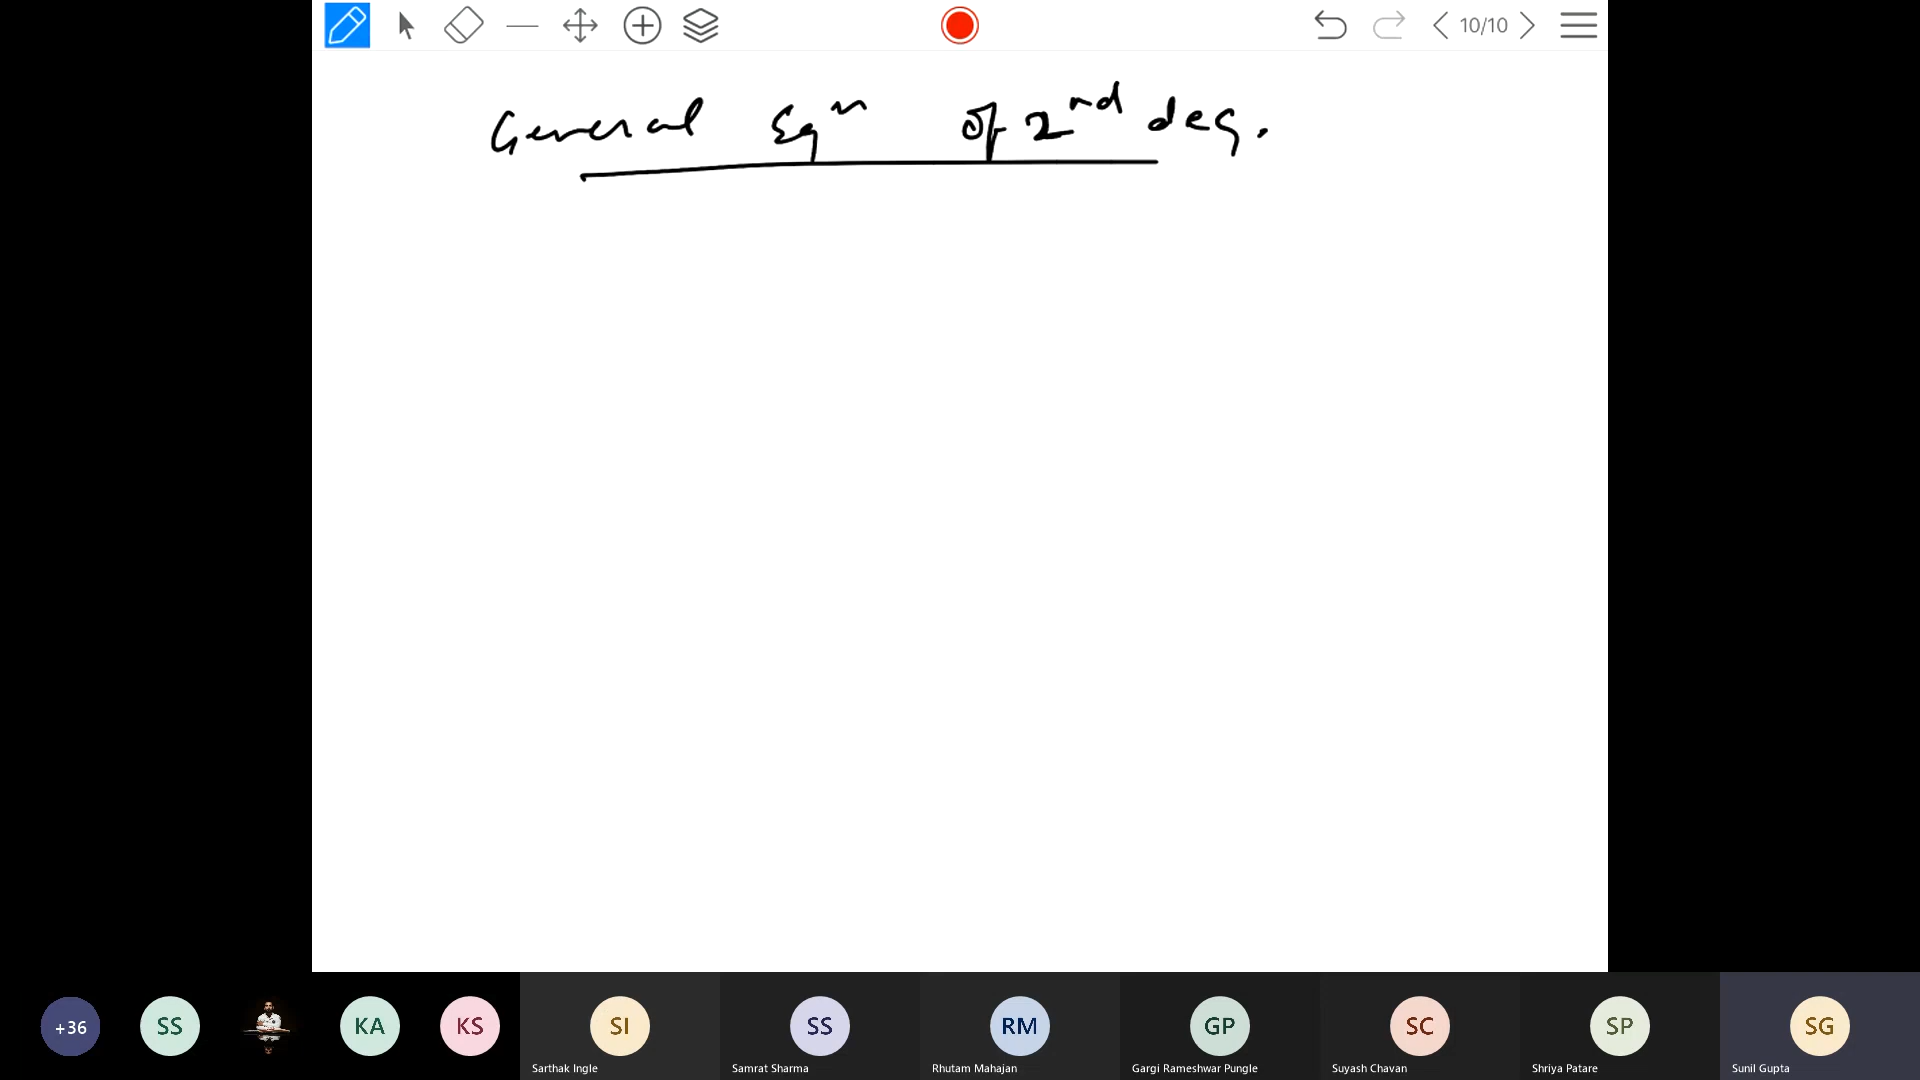 10/10
General Eqⁿ of 2ⁿᵈ deg.
+36
SS
KA
KS
SI
SS
RM
GP
SC
SP
SG
Sarthak Ingle
Samrat Sharma
Rhutam Mahajan
Gargi Rameshwar Pungle
Suyash Chavan
Shriya Patare
Sunil Gupta